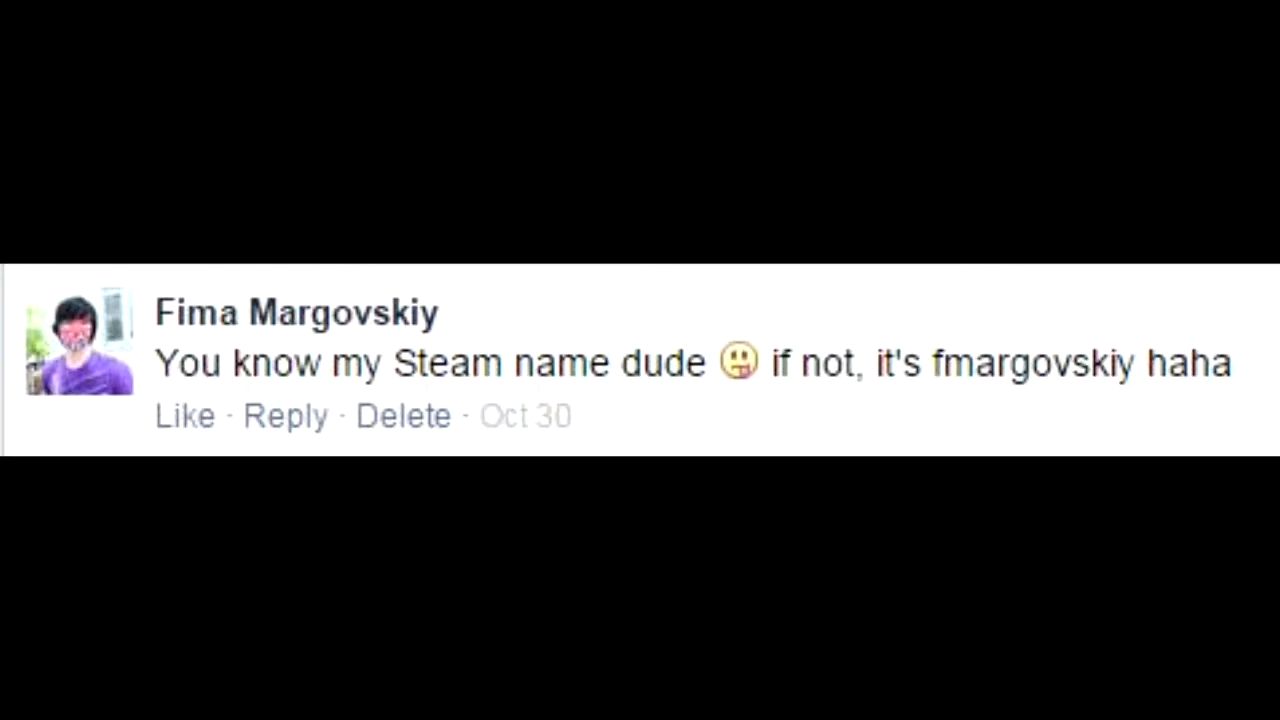 Fima Margovskiy
You know my Steam name dude 😛 if not, it's fmargovskiy haha
Like · Reply · Delete · Oct 30